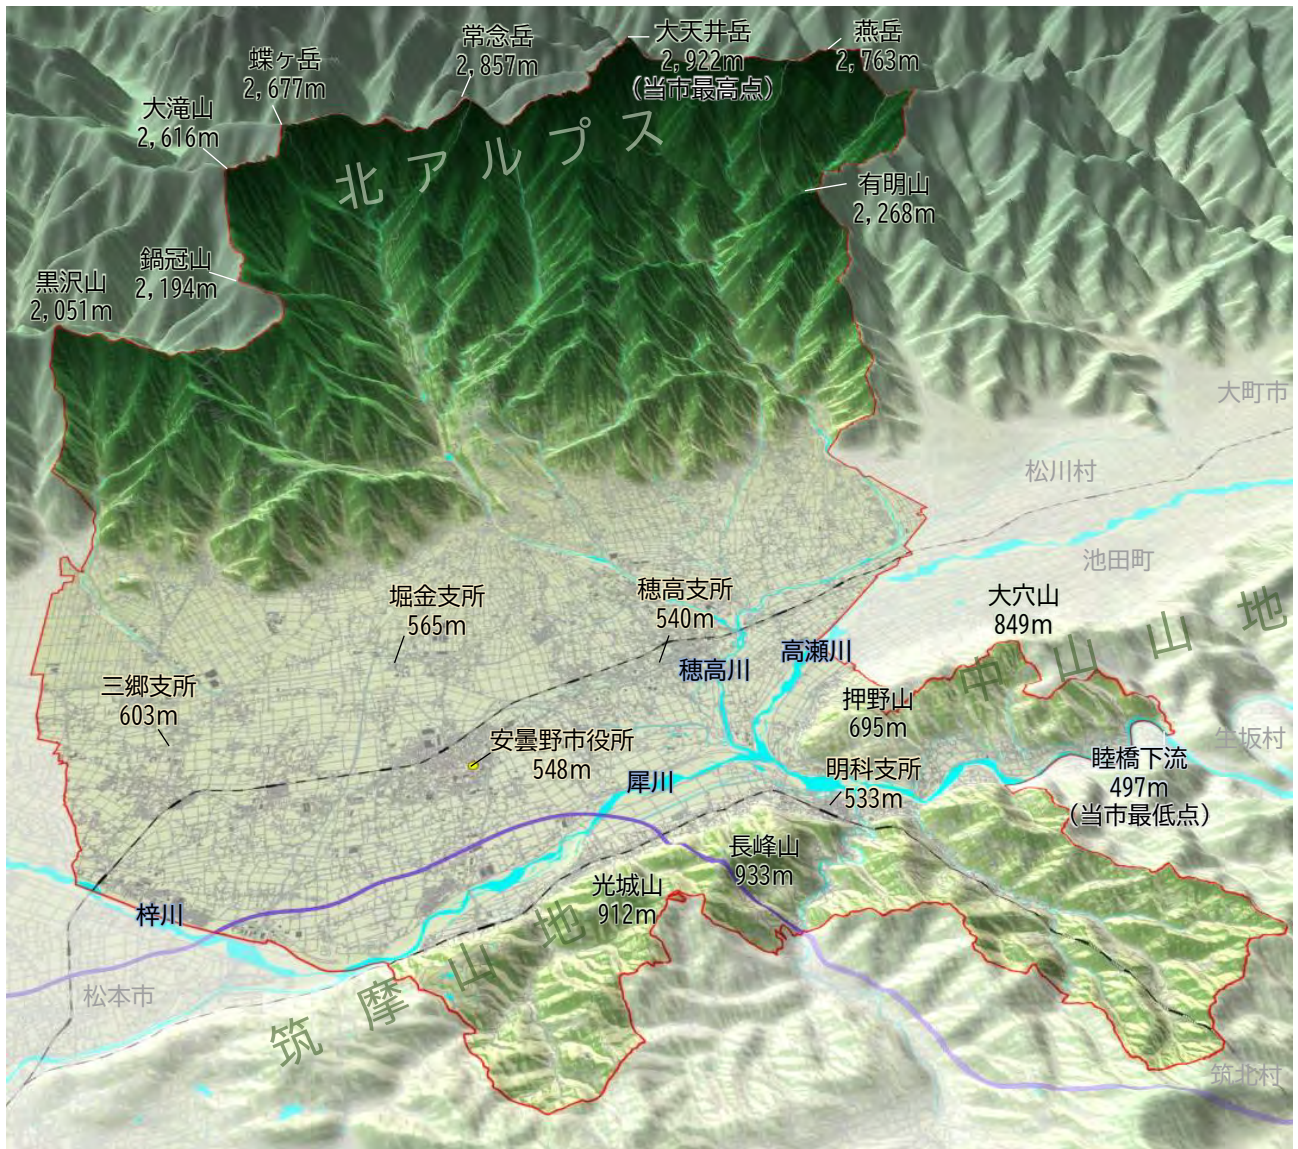 常念岳
2,857m
大天井岳
2,922m
(当市最高点)
燕岳
2,763m
蝶ヶ岳
2,677m
大滝山
2,616m
北アルプス
有明山
2,268m
鍋冠山
2,194m
黒沢山
2,051m
大町市
松川村
池田町
堀金支所
565m
穂高支所
540m
大穴山
849m
中山山地
高瀬川
穂高川
三郷支所
603m
押野山
695m
生坂村
安曇野市役所
548m
犀川
明科支所
533m
睦橋下流
497m
(当市最低点)
長峰山
933m
光城山
912m
梓川
松本市
筑摩山地
筑北村